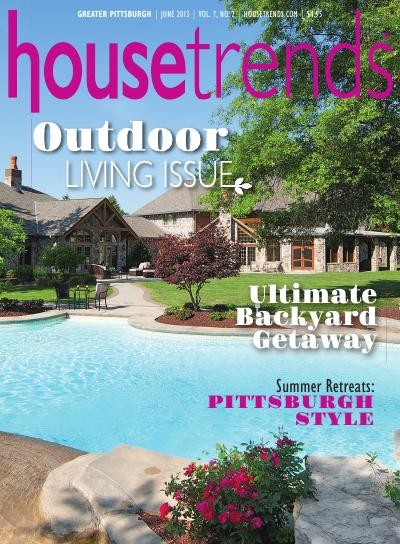 GREATER PITTSBURGH | JUNE 2013 | VOL. 7, NO. 2 | HOUSETRENDS.COM | $4.95
housetrends
Outdoor
LIVING ISSUE
Ultimate
Backyard
Getaway
Summer Retreats:
PITTSBURGH
STYLE